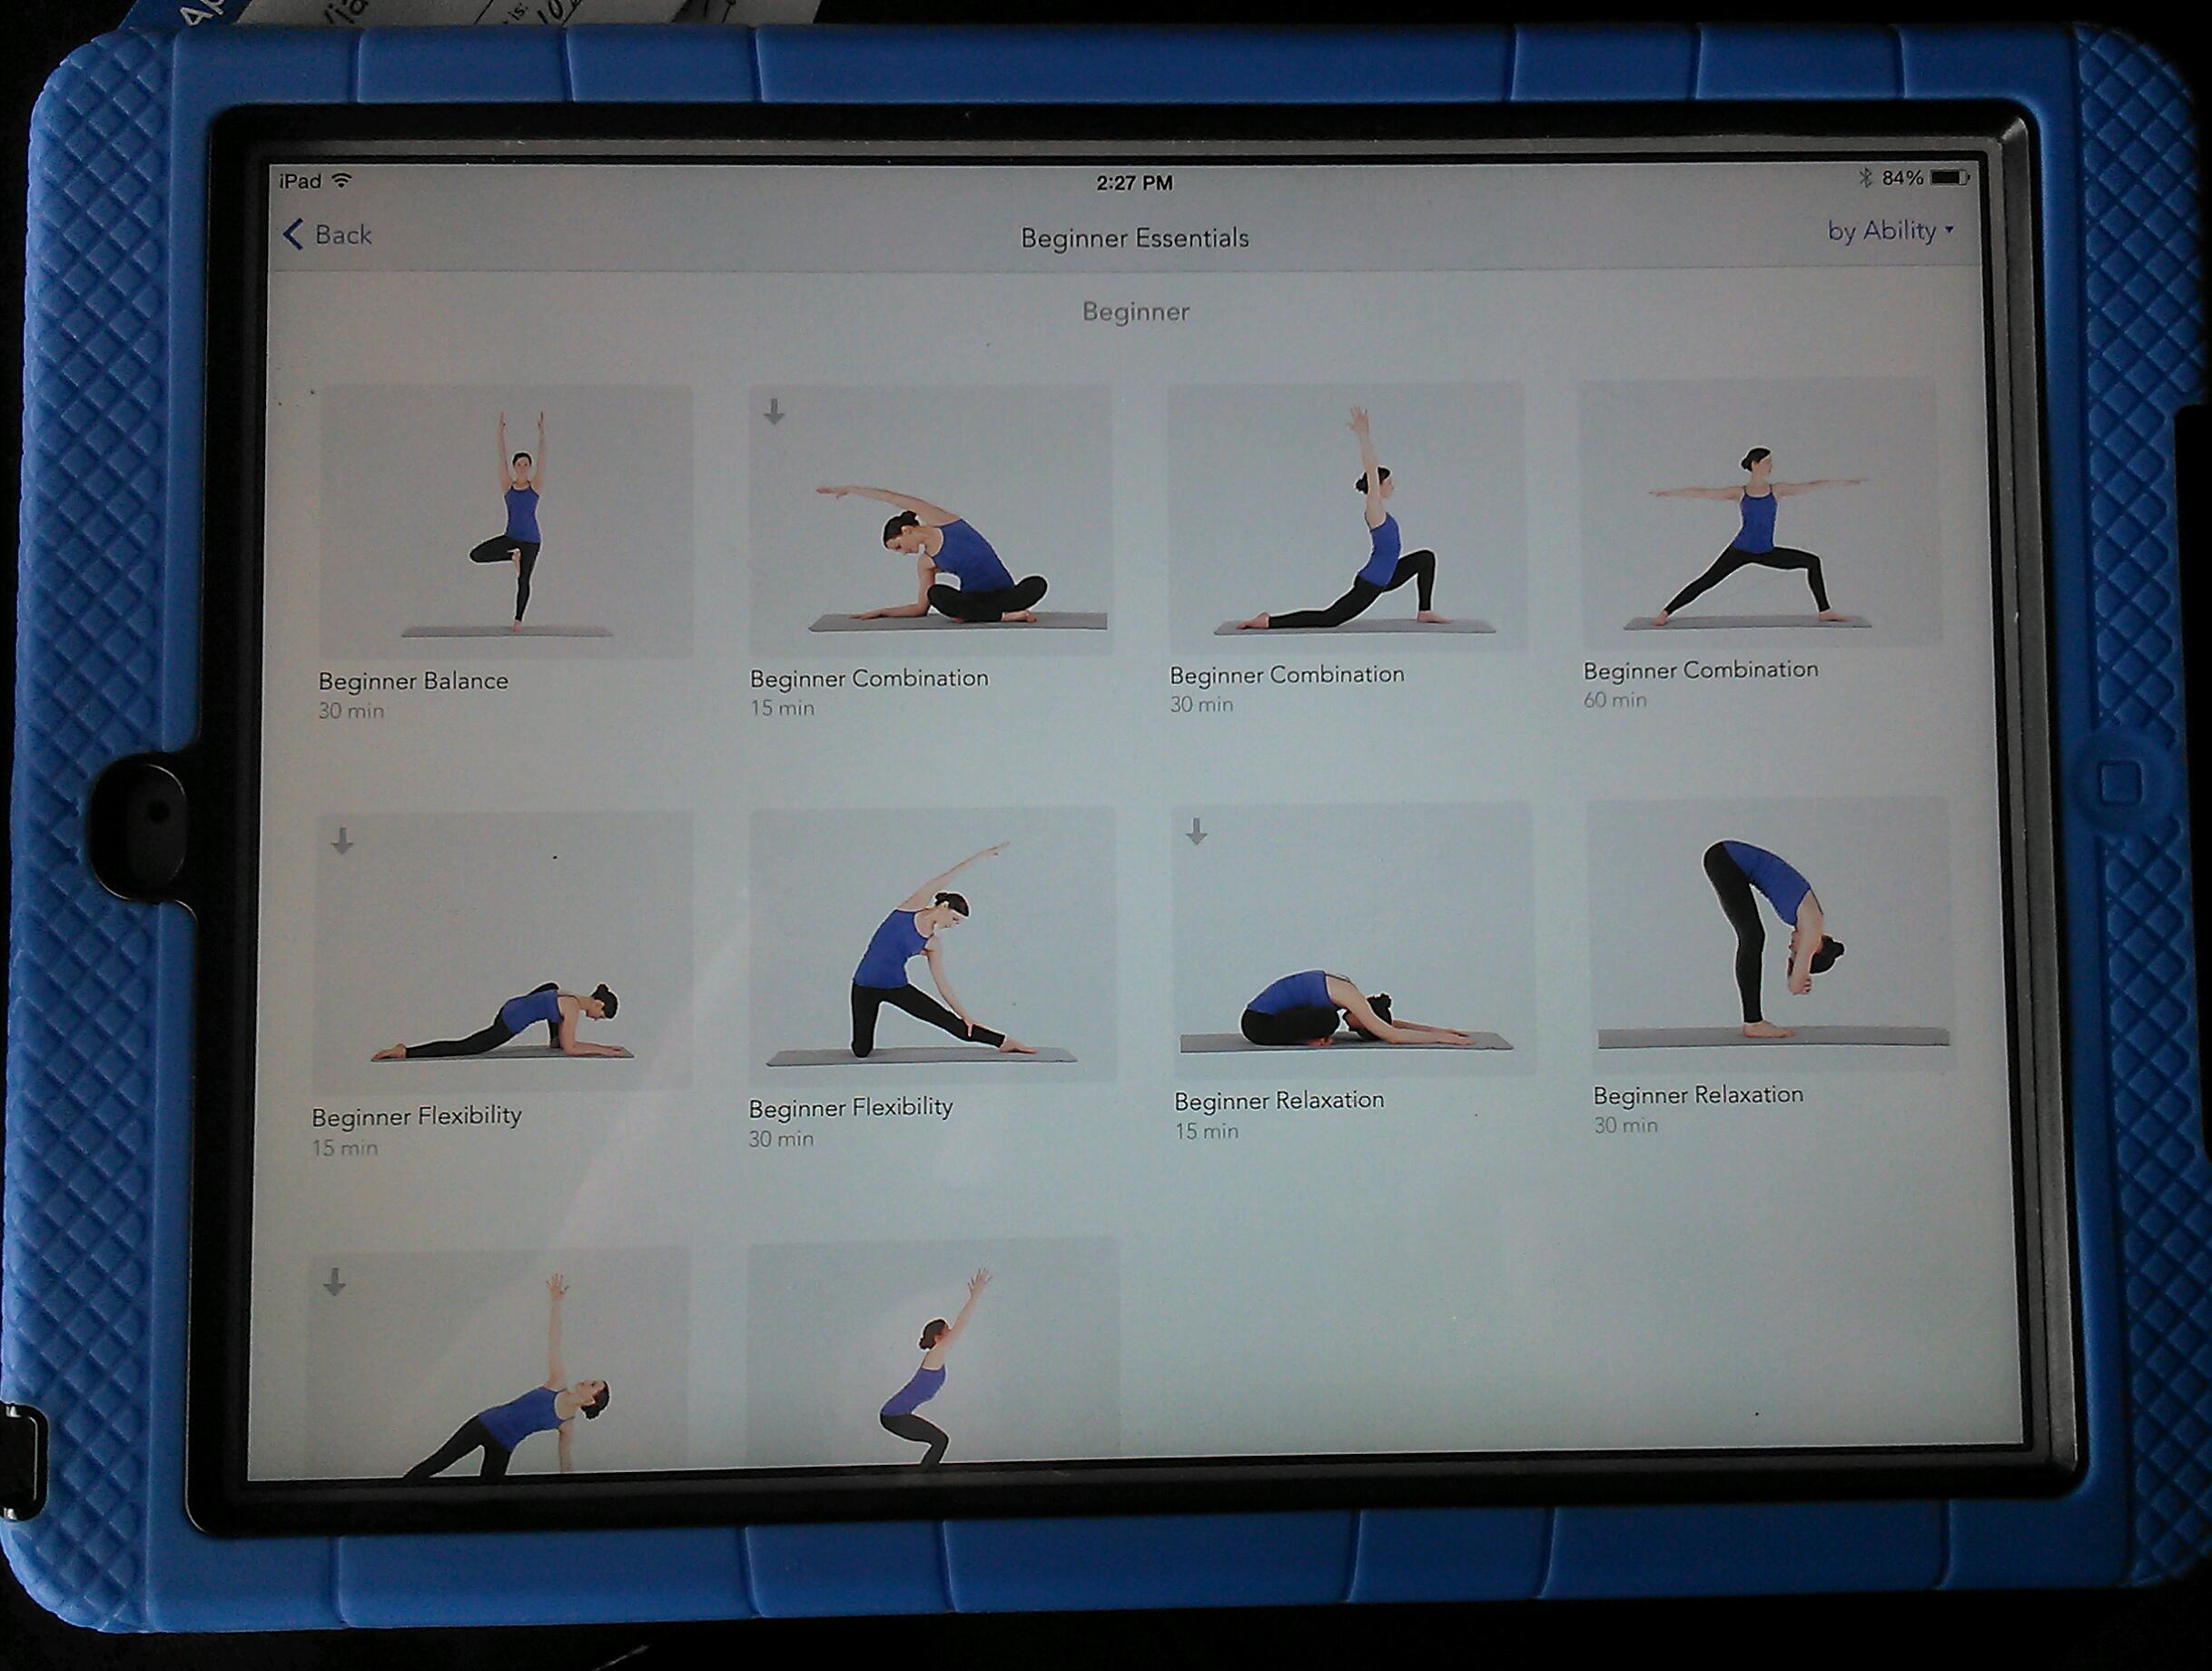 is: 10
iPad 2:27 PM 84%
Back Beginner Essentials by Ability
Beginner
Beginner Balance
30 min
Beginner Combination
15 min
Beginner Combination
30 min
Beginner Combination
60 min
Beginner Flexibility
15 min
Beginner Flexibility
30 min
Beginner Relaxation
15 min
Beginner Relaxation
30 min